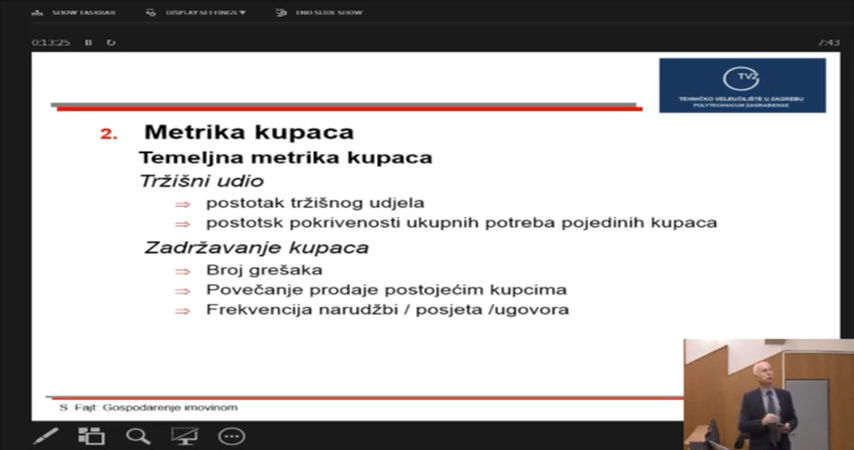 SHOW TASKBAR
DISPLAY SETTINGS ▼
END SLIDE SHOW
0:13:25
7:43
TVZ
TEHNIČKO VELEUČILIŠTE U ZAGREBU
POLYTECHNICUM ZAGRABIENSE
2. Metrika kupaca
Temeljna metrika kupaca
Tržišni udio
⇒ postotak tržišnog udjela
⇒ postotsk pokrivenosti ukupnih potreba pojedinih kupaca
Zadržavanje kupaca
⇒ Broj grešaka
⇒ Povečanje prodaje postojećim kupcima
⇒ Frekvencija narudžbi / posjeta /ugovora
S. Fajt: Gospodarenje imovinom